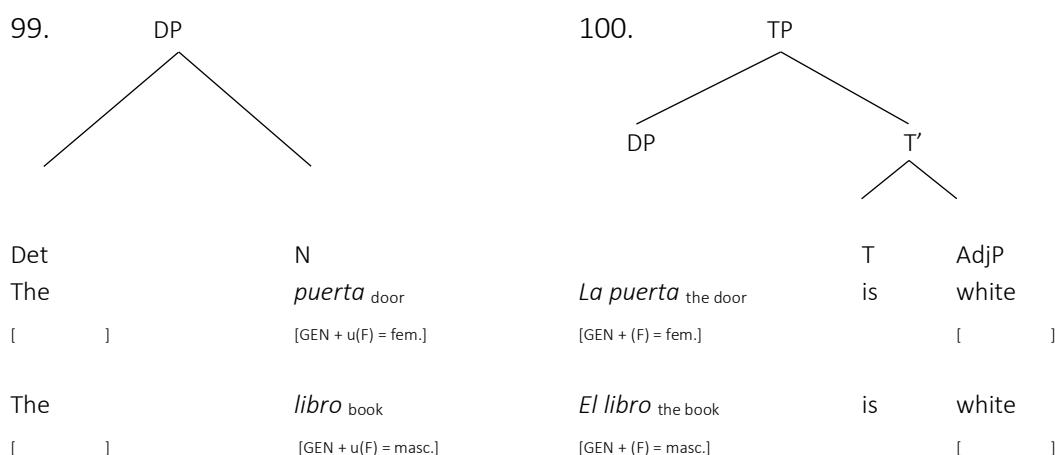 99. DP
Det N
The puerta door
[ ] [GEN + u(F) = fem.]
The libro book
[ ] [GEN + u(F) = masc.]
100. TP
DP T’
T AdjP
La puerta the door is white
[GEN + (F) = fem.] [ ]
El libro the book is white
[GEN + (F) = masc.] [ ]